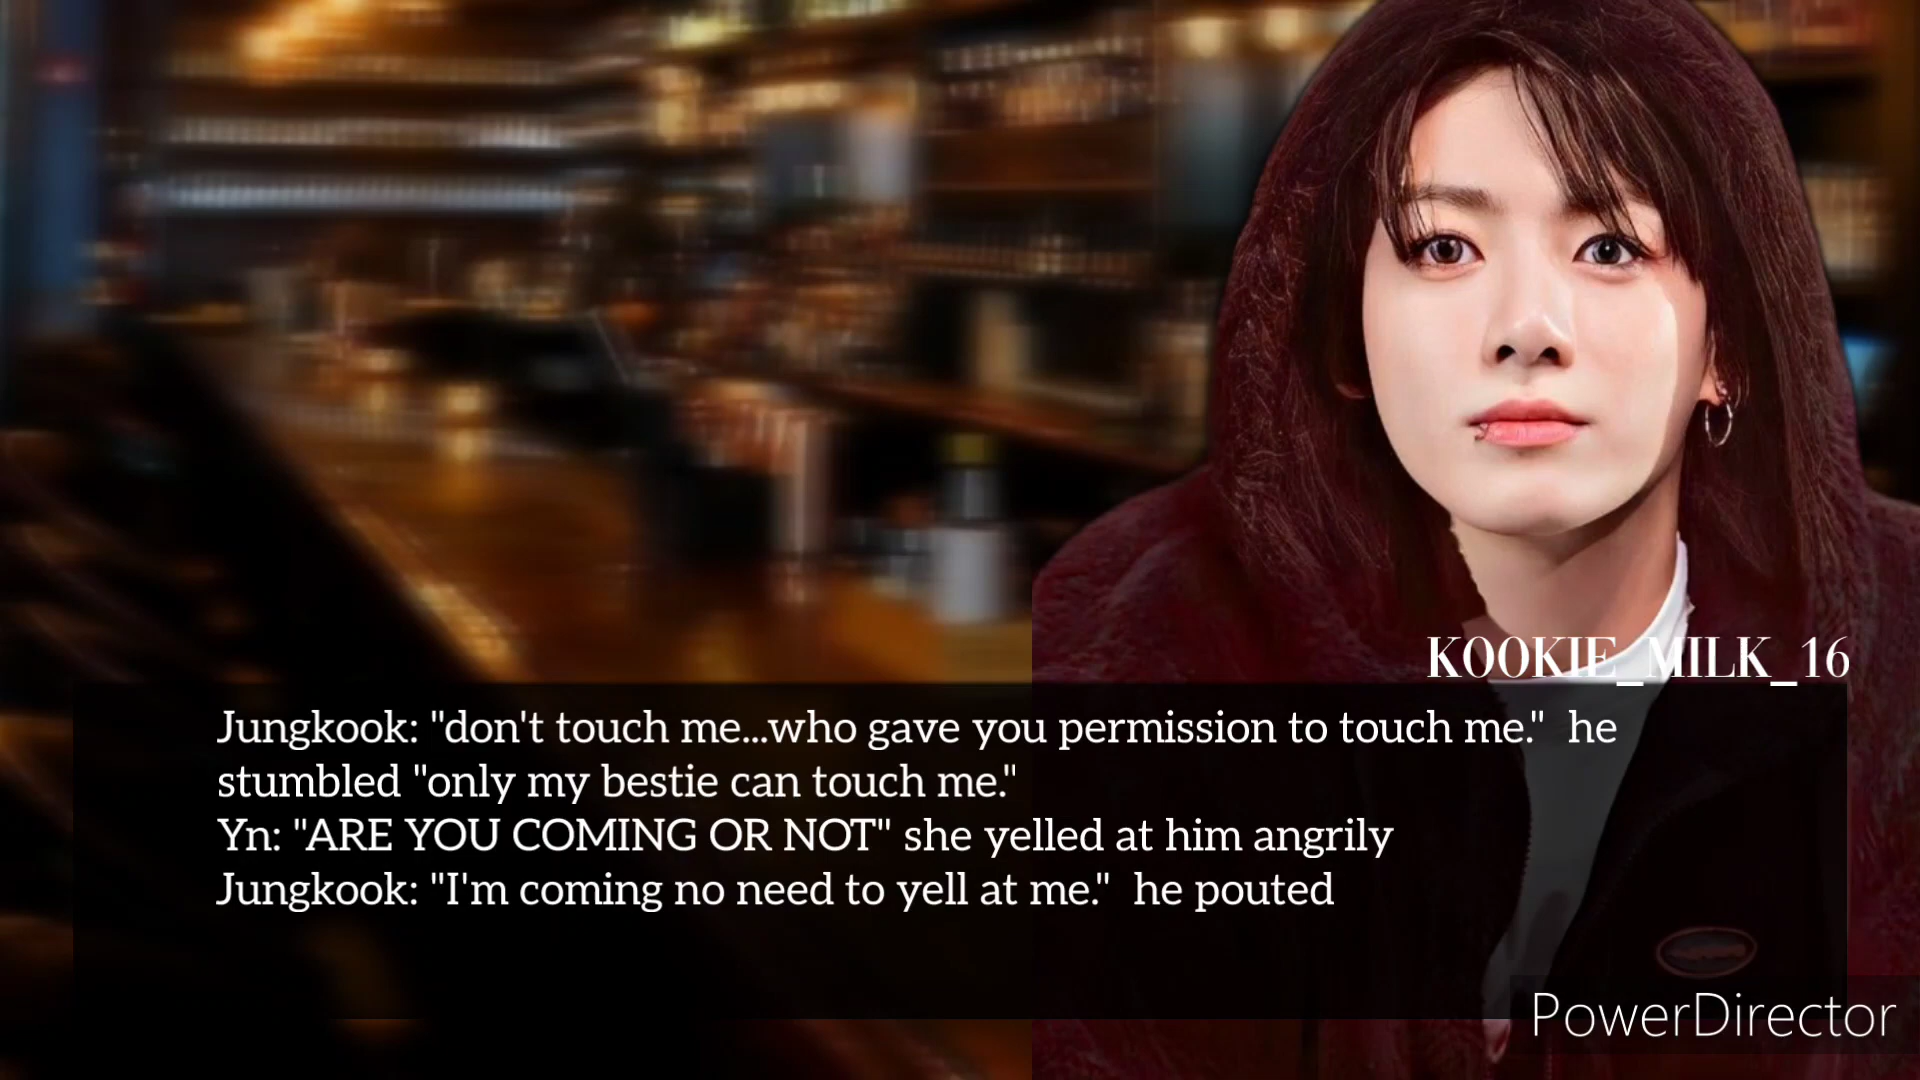 KOOKIE_MILK_16
Jungkook: "don't touch me...who gave you permission to touch me."  he
stumbled "only my bestie can touch me."
Yn: "ARE YOU COMING OR NOT" she yelled at him angrily
Jungkook: "I'm coming no need to yell at me."  he pouted
PowerDirector